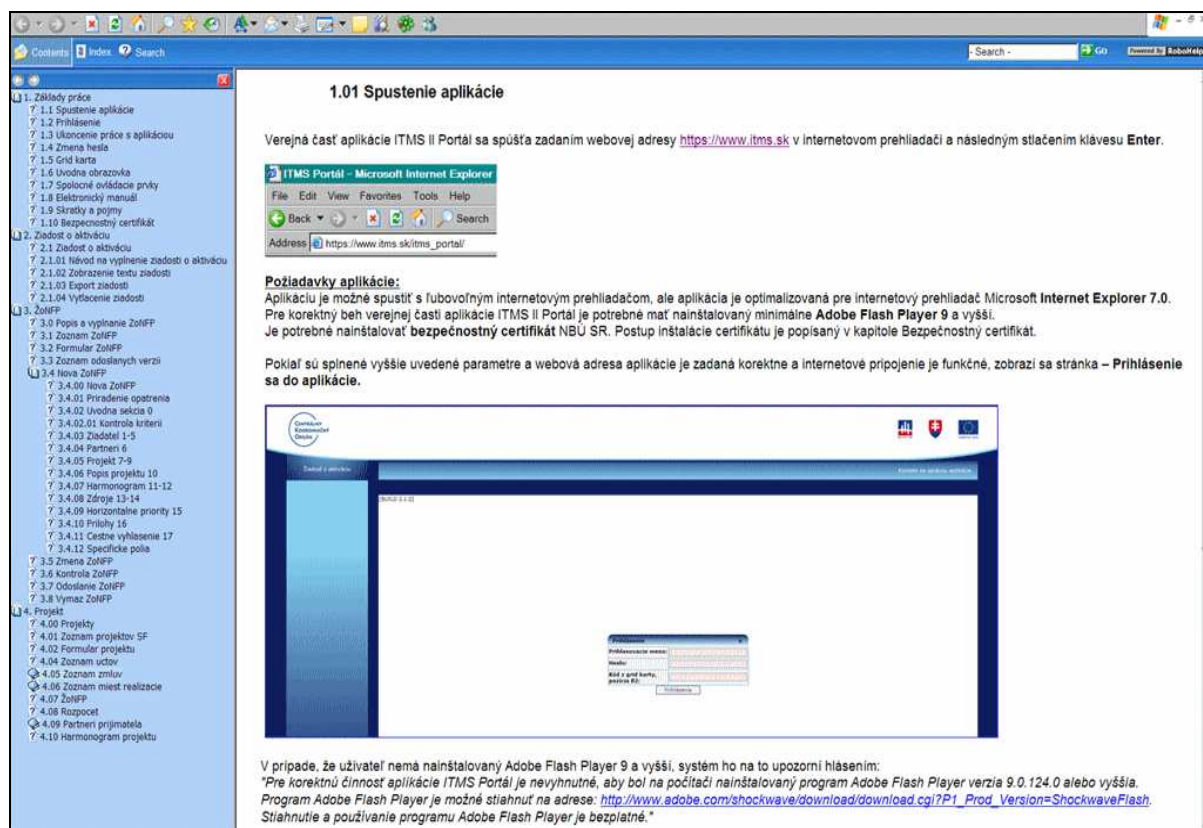 Contents Index Search
- Search - Go Powered By RoboHelp
1. Základy práce
1.1 Spustenie aplikácie
1.2 Prihlásenie
1.3 Ukoncenie práce s aplikáciou
1.4 Zmena hesla
1.5 Grid karta
1.6 Uvodna obrazovka
1.7 Spolocné ovládacie prvky
1.8 Elektronický manuál
1.9 Skratky a pojmy
1.10 Bezpecnostný certifikát
2. Ziadost o aktiváciu
2.1 Ziadost o aktiváciu
2.1.01 Návod na vyplnenie ziadosti o aktiváciu
2.1.02 Zobrazenie textu ziadosti
2.1.03 Export ziadosti
2.1.04 Vytlacenie ziadosti
3. ŽoNFP
3.0 Popis a vyplnanie ZoNFP
3.1 Zoznam ZoNFP
3.2 Formular ZoNFP
3.3 Zoznam odoslanych verzii
3.4 Nova ZoNFP
3.4.00 Nova ZoNFP
3.4.01 Priradenie opatrenia
3.4.02 Uvodna sekcia 0
3.4.02.01 Kontrola kriterii
3.4.03 Ziadatel 1-5
3.4.04 Partneri 6
3.4.05 Projekt 7-9
3.4.06 Popis projektu 10
3.4.07 Harmonogram 11-12
3.4.08 Zdroje 13-14
3.4.09 Horizontalne priority 15
3.4.10 Prilohy 16
3.4.11 Cestne vyhlasenie 17
3.4.12 Specificke polia
3.5 Zmena ZoNFP
3.6 Kontrola ZoNFP
3.7 Odoslanie ZoNFP
3.8 Vymaz ZoNFP
4. Projekt
4.00 Projekty
4.01 Zoznam projektov SF
4.02 Formular projektu
4.04 Zoznam uctov
4.05 Zoznam zmluv
4.06 Zoznam miest realizacie
4.07 ŽoNFP
4.08 Rozpocet
4.09 Partneri prijimatela
4.10 Harmonogram projektu
1.01 Spustenie aplikácie
Verejná časť aplikácie ITMS II Portál sa spúšťa zadaním webovej adresy https://www.itms.sk v internetovom prehliadači a následným stlačením klávesu Enter.
ITMS Portál - Microsoft Internet Explorer
File Edit View Favorites Tools Help
Back Search
Address https://www.itms.sk/itms_portal/
Požiadavky aplikácie:
Aplikáciu je možné spustiť s ľubovoľným internetovým prehliadačom, ale aplikácia je optimalizovaná pre internetový prehliadač Microsoft Internet Explorer 7.0.
Pre korektný beh verejnej časti aplikácie ITMS II Portál je potrebné mať nainštalovaný minimálne Adobe Flash Player 9 a vyšší.
Je potrebné nainštalovať bezpečnostný certifikát NBÚ SR. Postup inštalácie certifikátu je popísaný v kapitole Bezpečnostný certifikát.
Pokiaľ sú splnené vyššie uvedené parametre a webová adresa aplikácie je zadaná korektne a internetové pripojenie je funkčné, zobrazí sa stránka – Prihlásenie
sa do aplikácie.
Centrálny
Koordinačný
Orgán
Žiadosť o aktiváciu
Prihlásenie
Prihlasovacie meno:
Heslo:
Kód z grid karty,
pozícia
Prihlásenie
V prípade, že užívateľ nemá nainštalovaný Adobe Flash Player 9 a vyšší, systém ho na to upozorní hlásením:
"Pre korektnú činnosť aplikácie ITMS Portál je nevyhnutné, aby bol na počítači nainštalovaný program Adobe Flash Player verzia 9.0.124.0 alebo vyššia.
Program Adobe Flash Player je možné stiahnuť na adrese: http://www.adobe.com/shockwave/download/download.cgi?P1_Prod_Version=ShockwaveFlash.
Stiahnutie a používanie programu Adobe Flash Player je bezplatné."